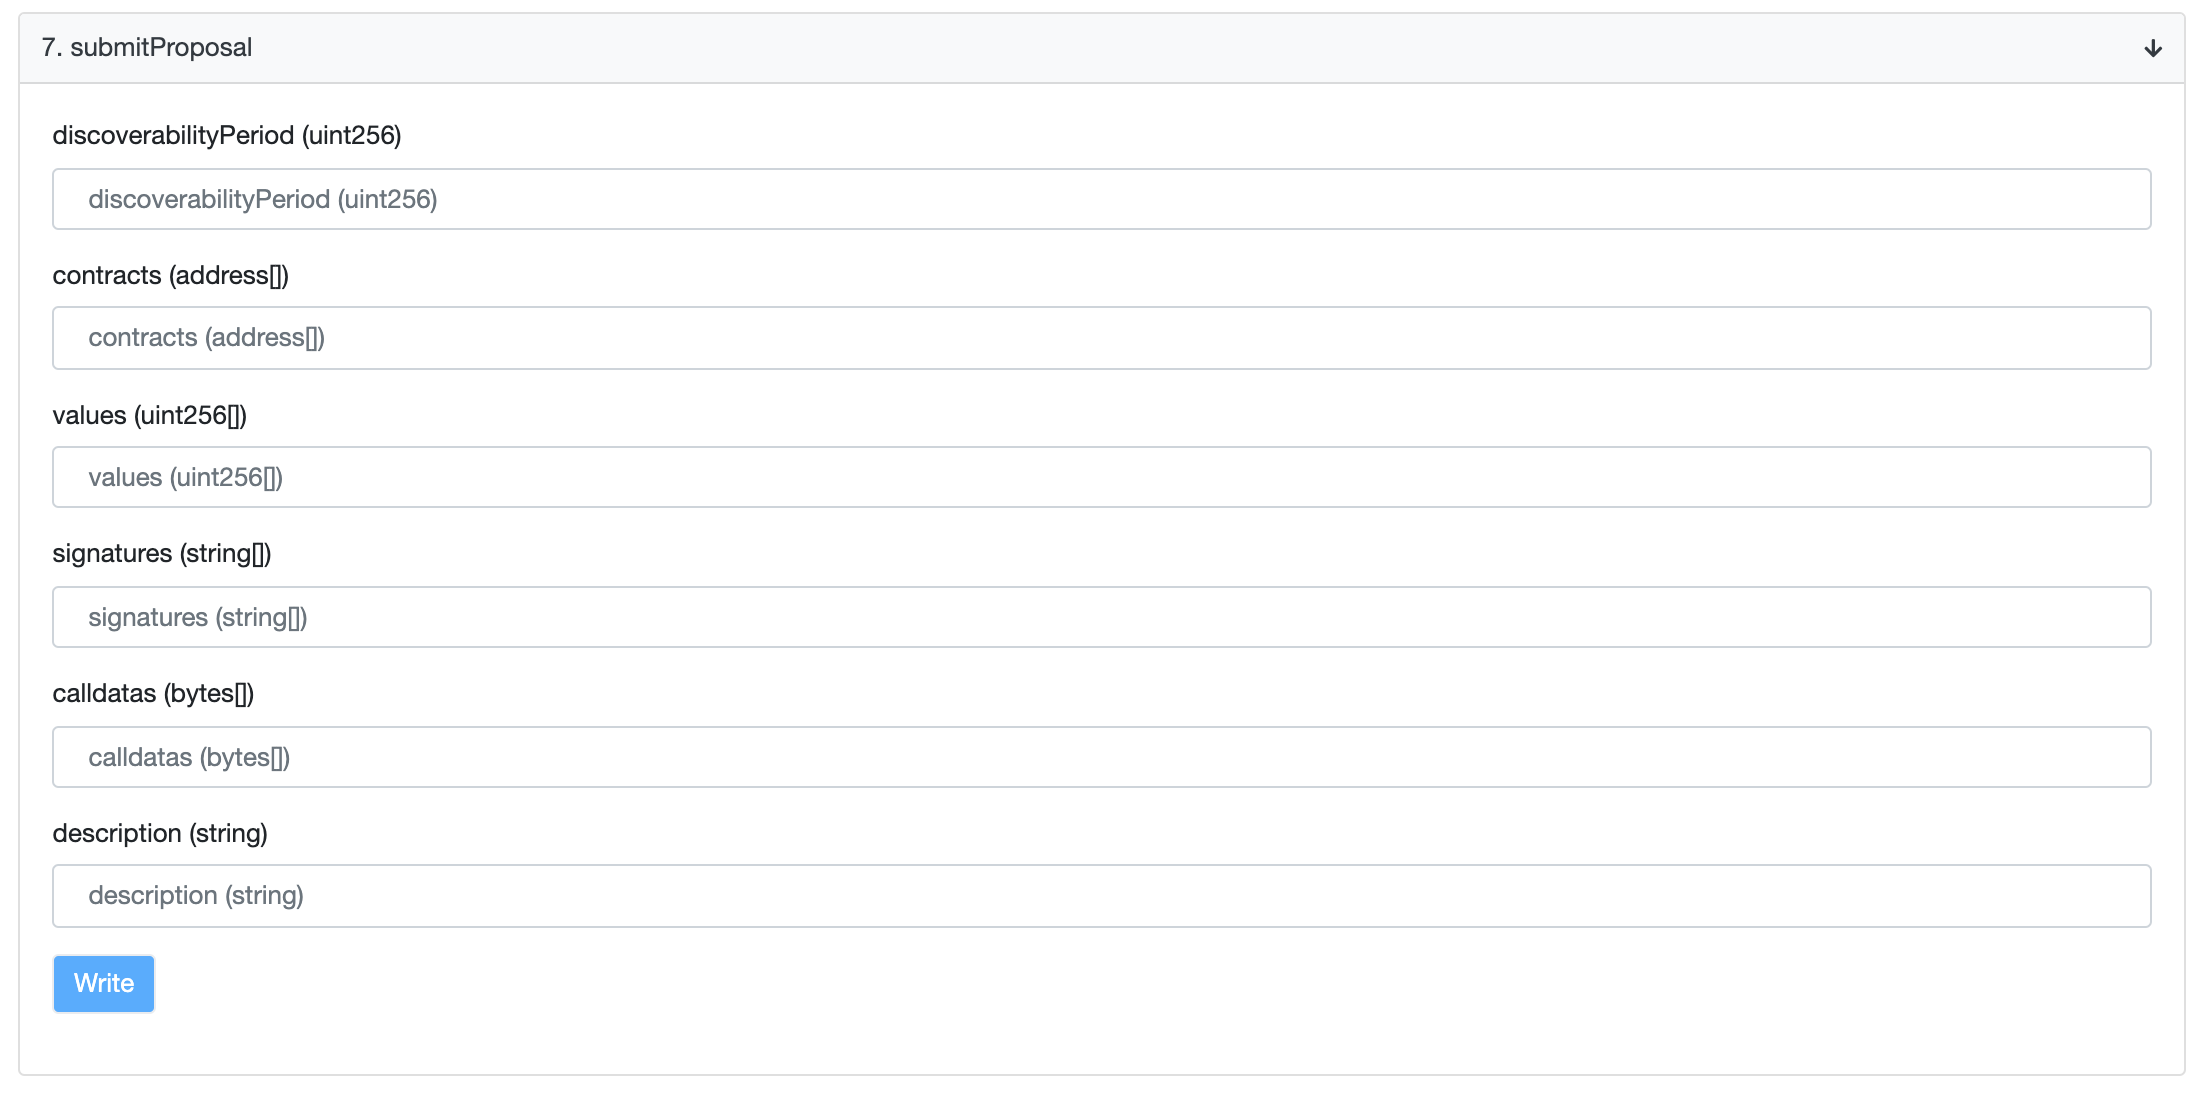 7. submitProposal
discoverabilityPeriod (uint256)
discoverabilityPeriod (uint256)
contracts (address[])
contracts (address[])
values (uint256[])
values (uint256[])
signatures (string[])
signatures (string[])
calldatas (bytes[])
calldatas (bytes[])
description (string)
description (string)
Write